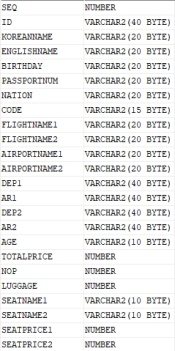 SEQ NUMBER
ID VARCHAR2(40 BYTE)
KOREANNAME VARCHAR2(20 BYTE)
ENGLISHNAME VARCHAR2(20 BYTE)
BIRTHDAY VARCHAR2(20 BYTE)
PASSPORTNUM VARCHAR2(20 BYTE)
NATION VARCHAR2(20 BYTE)
CODE VARCHAR2(15 BYTE)
FLIGHTNAME1 VARCHAR2(20 BYTE)
FLIGHTNAME2 VARCHAR2(20 BYTE)
AIRPORTNAME1 VARCHAR2(20 BYTE)
AIRPORTNAME2 VARCHAR2(20 BYTE)
DEP1 VARCHAR2(40 BYTE)
AR1 VARCHAR2(40 BYTE)
DEP2 VARCHAR2(40 BYTE)
AR2 VARCHAR2(40 BYTE)
AGE VARCHAR2(10 BYTE)
TOTALPRICE NUMBER
NOP NUMBER
LUGGAGE NUMBER
SEATNAME1 VARCHAR2(10 BYTE)
SEATNAME2 VARCHAR2(10 BYTE)
SEATPRICE1 NUMBER
SEATPRICE2 NUMBER